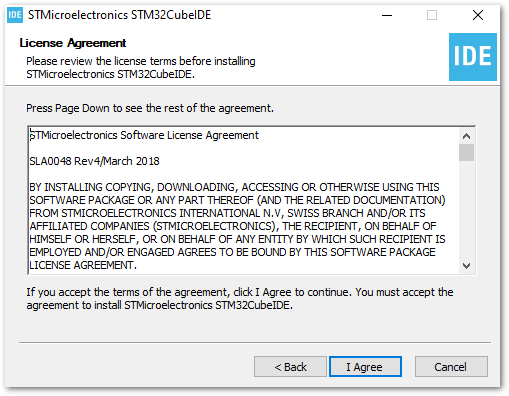 IDE STMicroelectronics STM32CubeIDE
License Agreement
Please review the license terms before installing
STMicroelectronics STM32CubeIDE.
IDE
Press Page Down to see the rest of the agreement.
STMicroelectronics Software License Agreement
SLA0048 Rev4/March 2018
BY INSTALLING COPYING, DOWNLOADING, ACCESSING OR OTHERWISE USING THIS
SOFTWARE PACKAGE OR ANY PART THEREOF (AND THE RELATED DOCUMENTATION)
FROM STMICROELECTRONICS INTERNATIONAL N.V, SWISS BRANCH AND/OR ITS
AFFILIATED COMPANIES (STMICROELECTRONICS), THE RECIPIENT, ON BEHALF OF
HIMSELF OR HERSELF, OR ON BEHALF OF ANY ENTITY BY WHICH SUCH RECIPIENT IS
EMPLOYED AND/OR ENGAGED AGREES TO BE BOUND BY THIS SOFTWARE PACKAGE
LICENSE AGREEMENT.
If you accept the terms of the agreement, click I Agree to continue. You must accept the
agreement to install STMicroelectronics STM32CubeIDE.
< Back I Agree Cancel